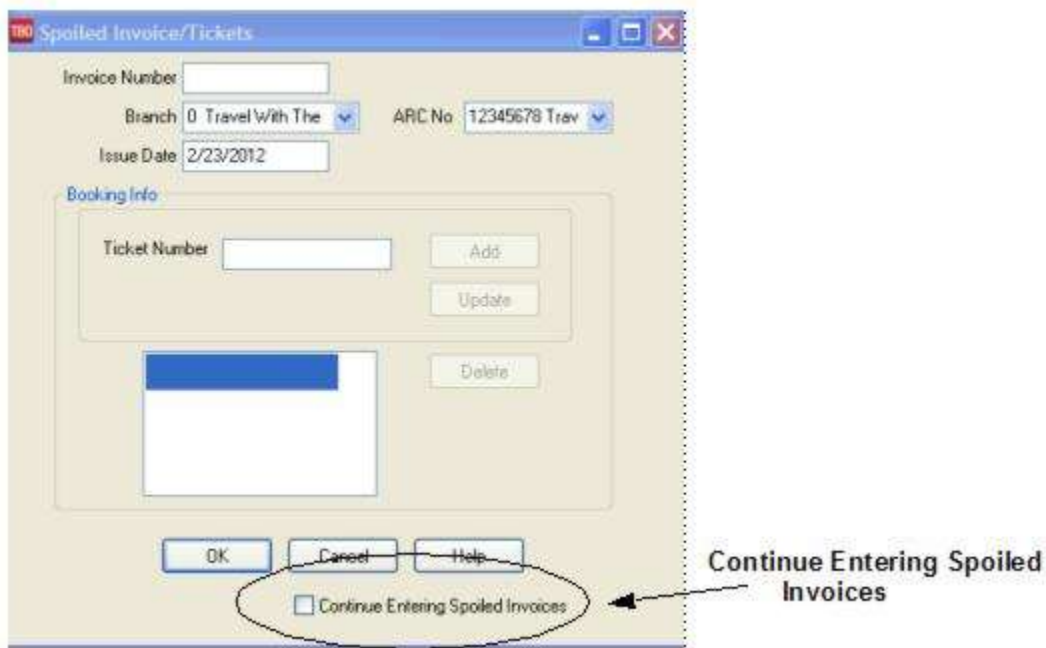 TBO Spoiled Invoice/Tickets
Invoice Number
Branch 0 Travel With The ARC No 12345678 Trav
Issue Date 2/23/2012
Booking Info
Ticket Number Add
Update
Delete
OK Cancel Help
Continue Entering Spoiled Invoices
Continue Entering Spoiled
Invoices